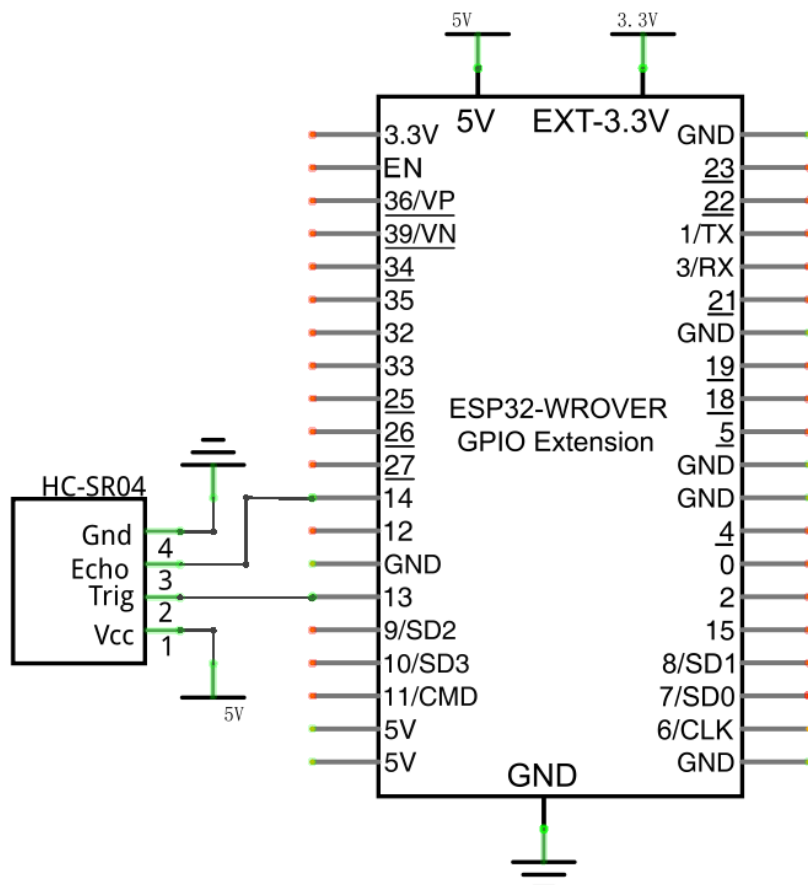 5V
3.3V
5V
EXT-3.3V
3.3V
EN
36/VP
39/VN
34
35
32
33
25
26
27
14
12
GND
13
9/SD2
10/SD3
11/CMD
5V
5V
GND
23
22
1/TX
3/RX
21
GND
19
18
5
GND
GND
4
0
2
15
8/SD1
7/SD0
6/CLK
GND
ESP32-WROVER
GPIO Extension
GND
HC-SR04
Gnd 4
Echo 3
Trig 2
Vcc 1
5V